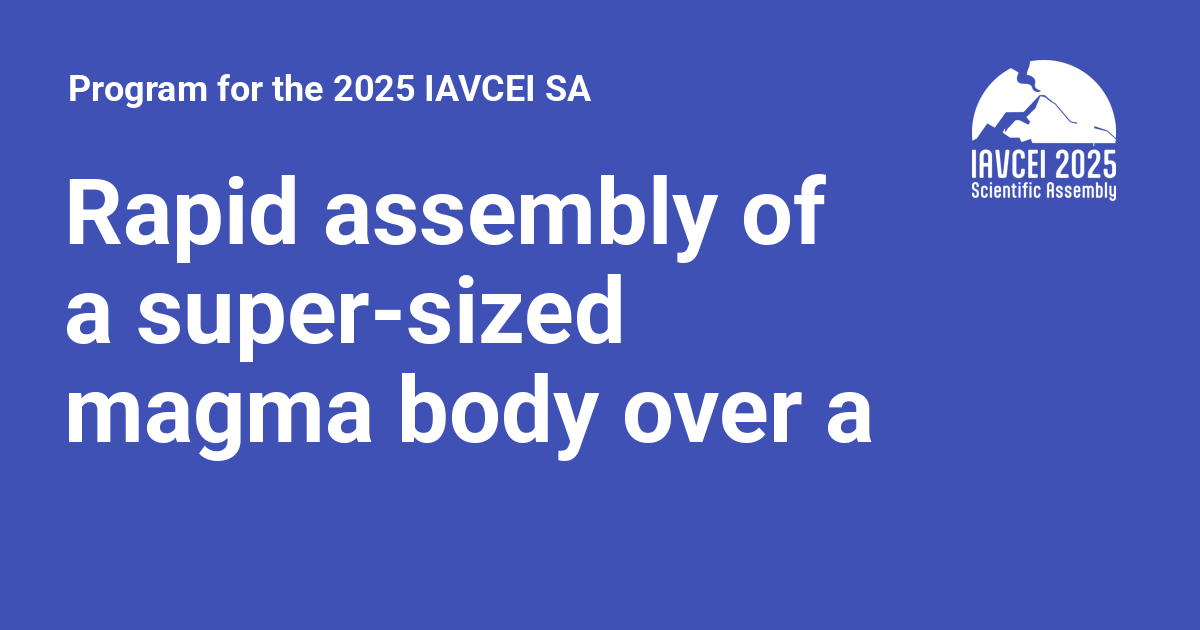 Program for the 2025 IAVCEI SA
IAVCEI 2025
Scientific Assembly
Rapid assembly of
a super-sized
magma body over a